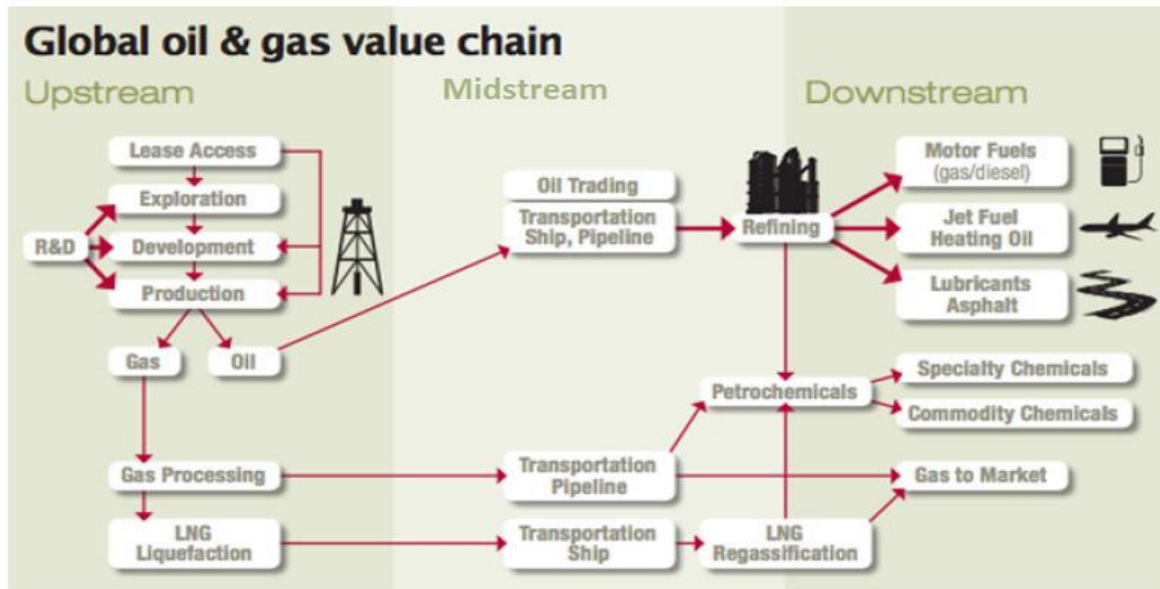 Global oil & gas value chain
Upstream
Midstream
Downstream
Lease Access
Exploration
R&D
Development
Production
Gas
Oil
Gas Processing
LNG
Liquefaction
Oil Trading
Transportation
Ship, Pipeline
Refining
Petrochemicals
Transportation
Pipeline
Transportation
Ship
LNG
Regassification
Motor Fuels
(gas/diesel)
Jet Fuel
Heating Oil
Lubricants
Asphalt
Specialty Chemicals
Commodity Chemicals
Gas to Market